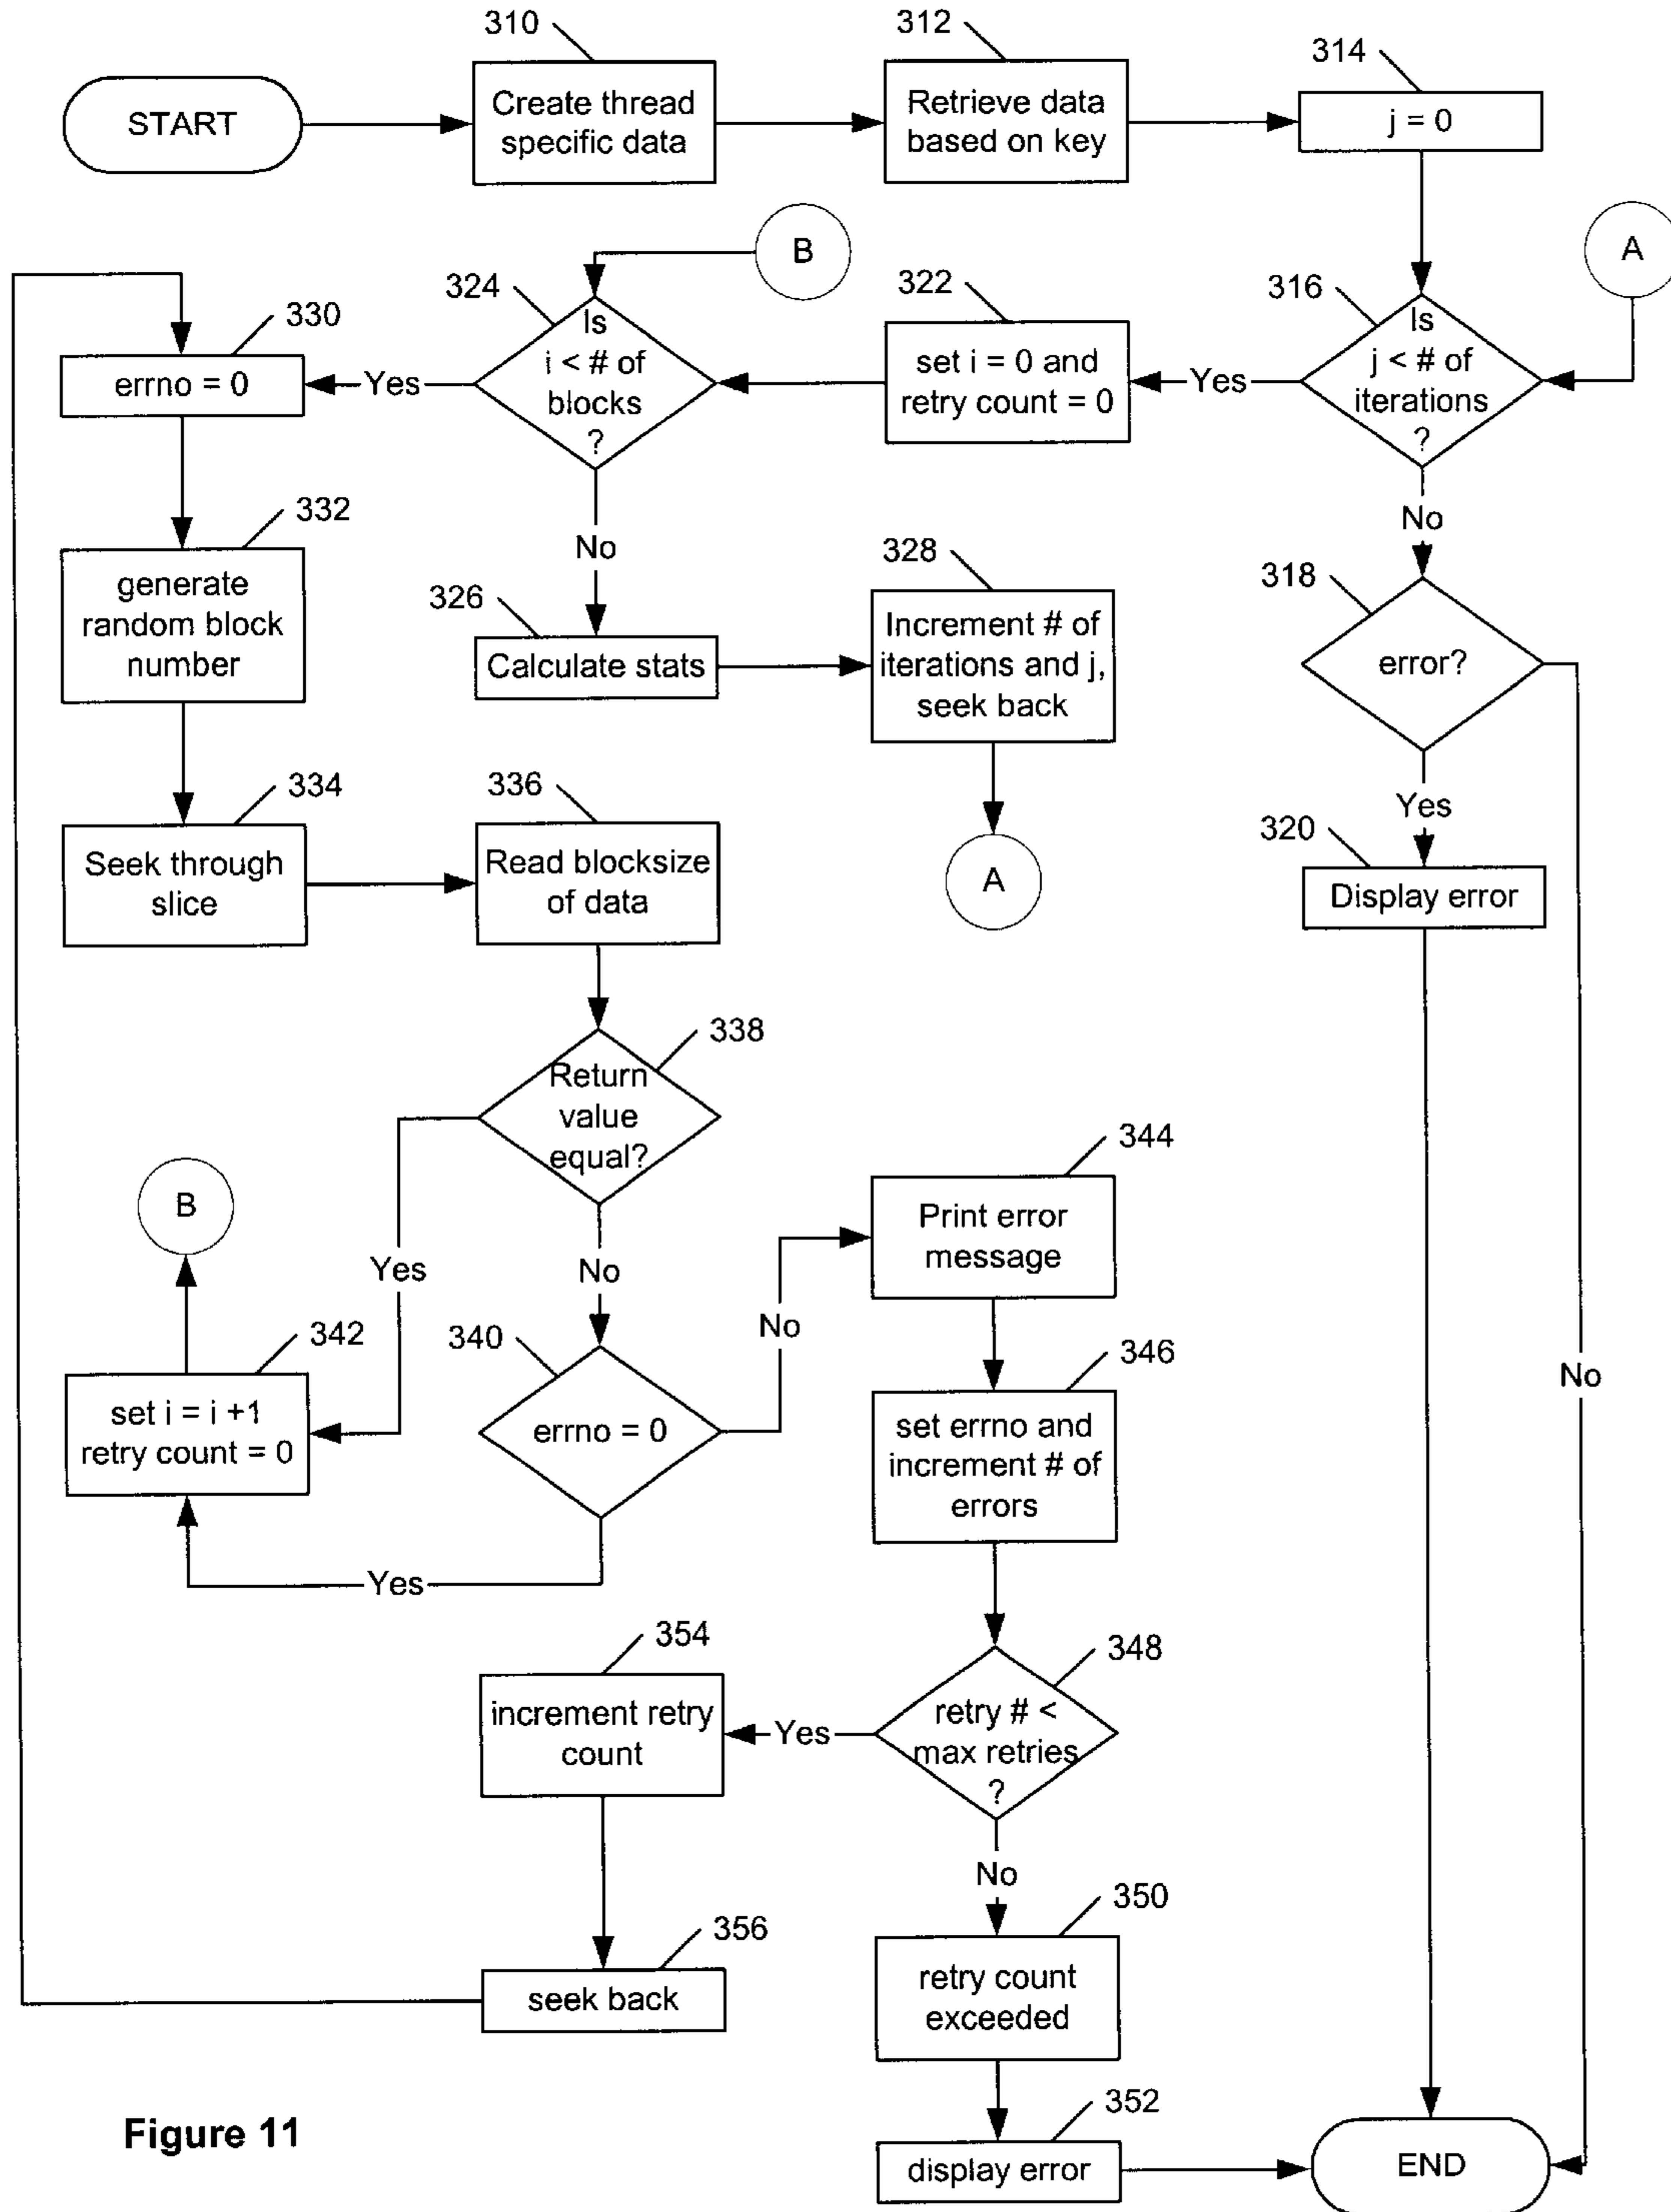 310
312
314
START
Create thread
specific data
Retrieve data
based on key
j = 0
B
A
324
322
316
330
Is
i < # of
blocks
?
set i = 0 and
retry count = 0
Is
j < # of
iterations
?
errno = 0
Yes
Yes
No
332
No
328
318
generate
random block
number
326
Calculate stats
Increment # of
iterations and j,
seek back
error?
334
336
Yes
320
Seek through
slice
Read blocksize
of data
A
Display error
338
Return
value
equal?
344
B
Print error
message
Yes
No
No
342
340
346
No
set i = i +1
retry count = 0
errno = 0
set errno and
increment # of
errors
Yes
354
348
increment retry
count
Yes
retry # <
max retries
?
No
350
356
seek back
retry count
exceeded
352
Figure 11
display error
END